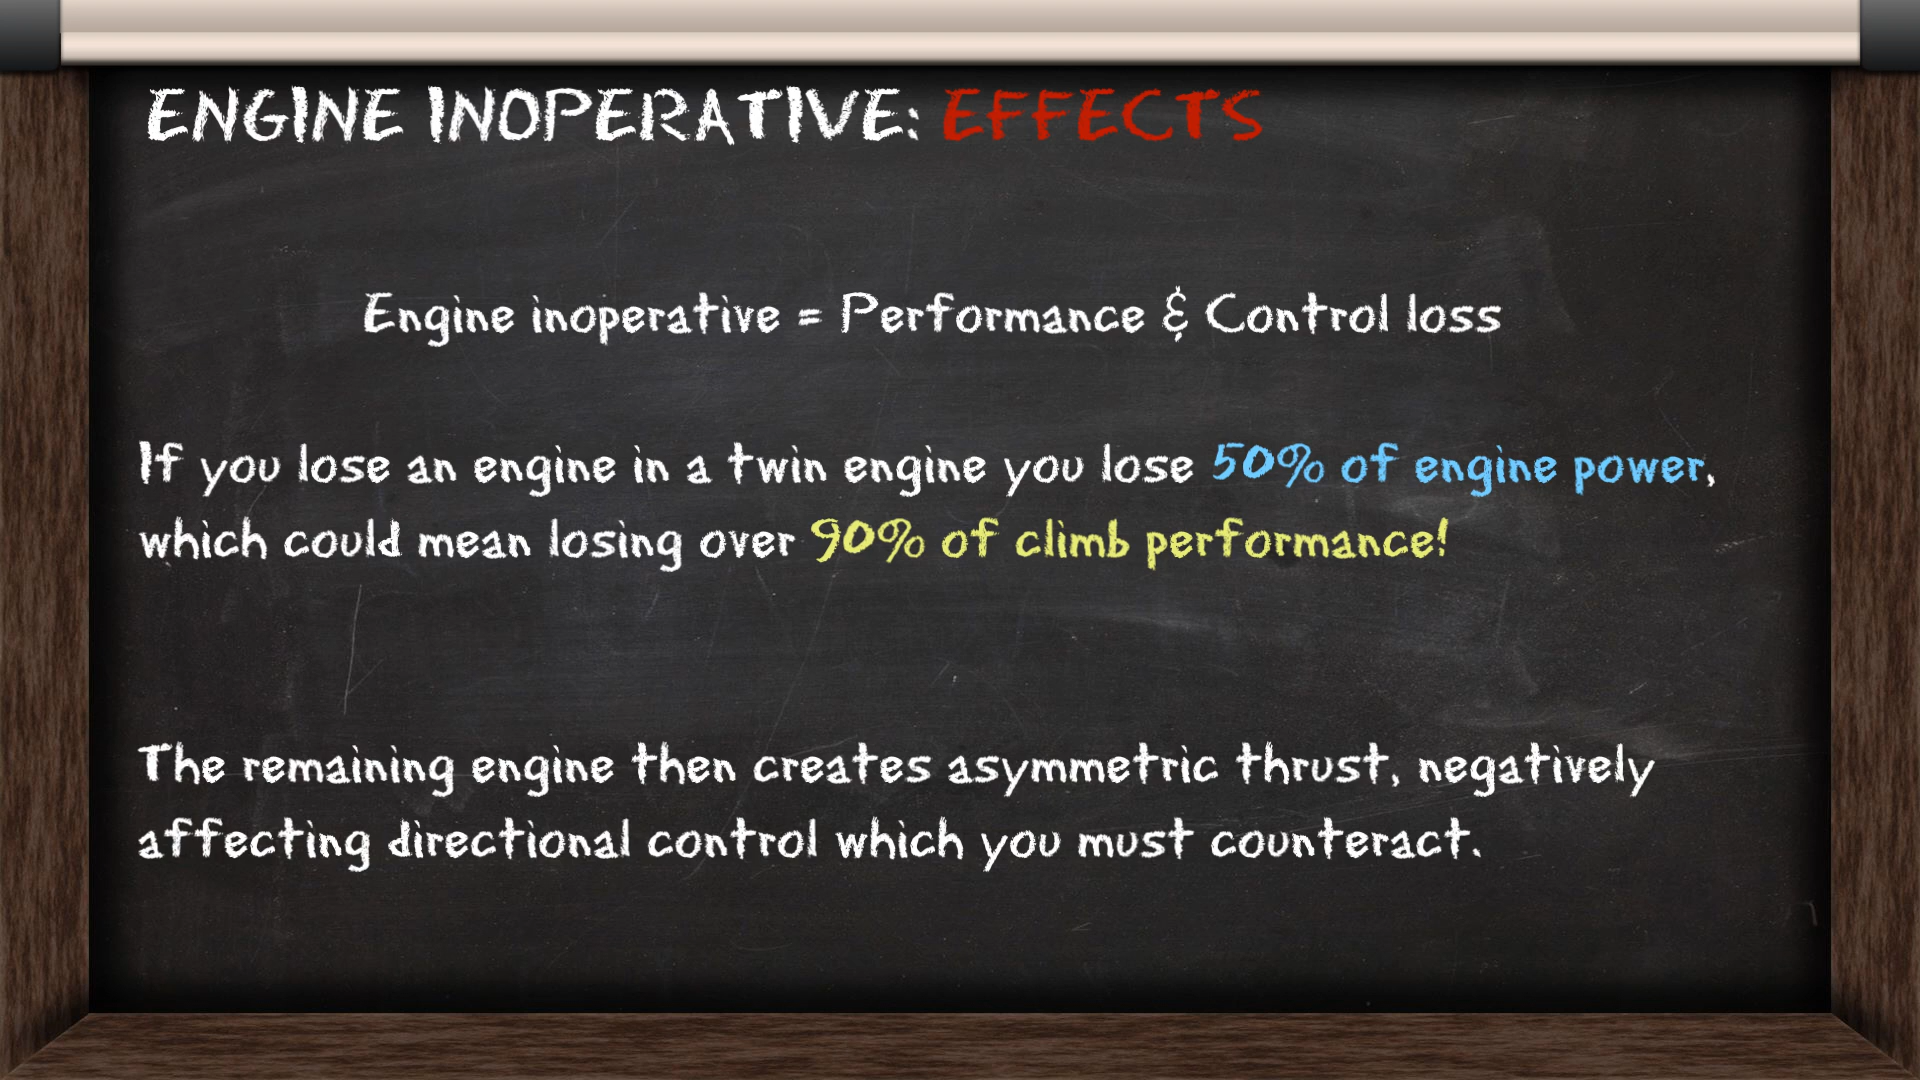 ENGINE INOPERATIVE: EFFECTS
Engine inoperative = Performance & Control loss
If you lose an engine in a twin engine you lose 50% of engine power,
which could mean losing over 90% of climb performance!
The remaining engine then creates asymmetric thrust, negatively
affecting directional control which you must counteract.